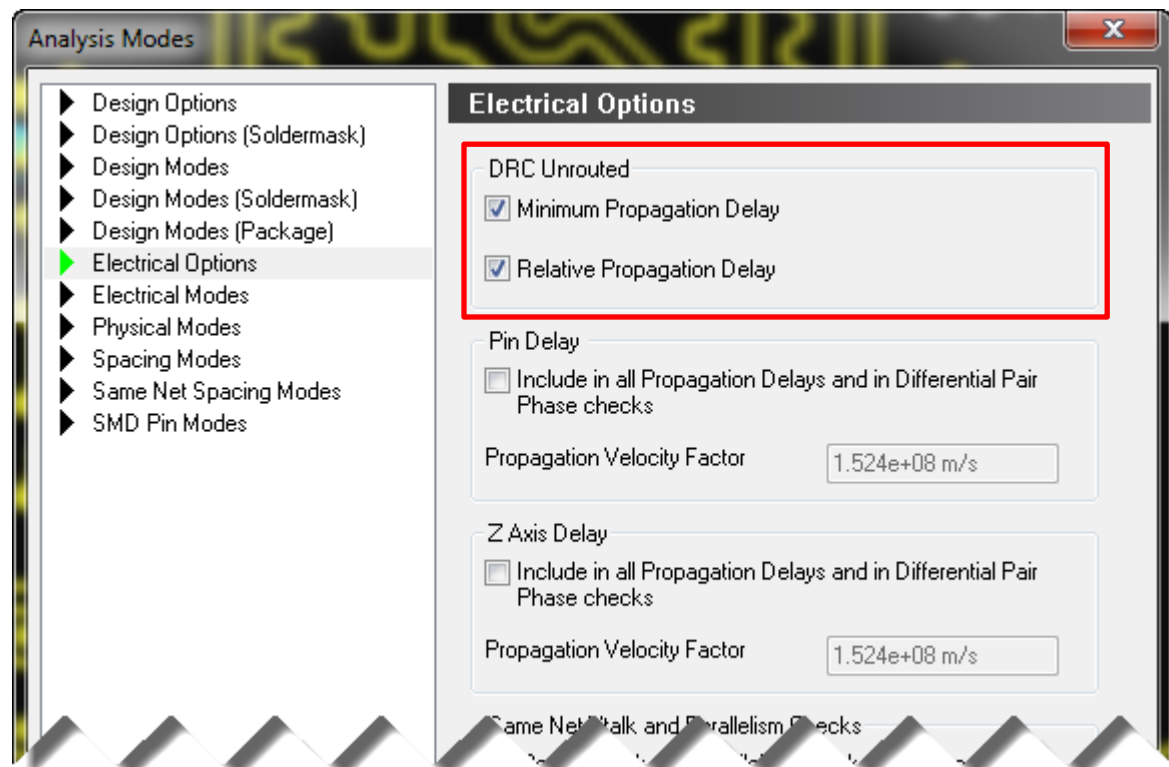 Analysis Modes
Design Options
Design Options (Soldermask)
Design Modes
Design Modes (Soldermask)
Design Modes (Package)
Electrical Options
Electrical Modes
Physical Modes
Spacing Modes
Same Net Spacing Modes
SMD Pin Modes
Electrical Options
DRC Unrouted
Minimum Propagation Delay
Relative Propagation Delay
Pin Delay
Include in all Propagation Delays and in Differential Pair
Phase checks
Propagation Velocity Factor
1.524e+08 m/s
Z Axis Delay
Include in all Propagation Delays and in Differential Pair
Phase checks
Propagation Velocity Factor
1.524e+08 m/s
Same Net and